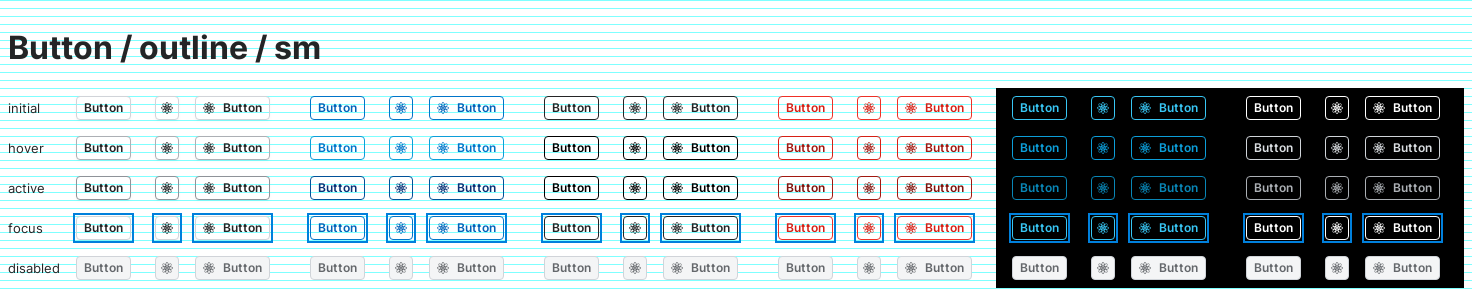 Button / outline / sm
initial Button Button Button Button Button Button Button Button Button Button Button Button
hover Button Button Button Button Button Button Button Button Button Button Button Button
active Button Button Button Button Button Button Button Button Button Button Button Button
focus Button Button Button Button Button Button Button Button Button Button Button Button
disabled Button Button Button Button Button Button Button Button Button Button Button Button